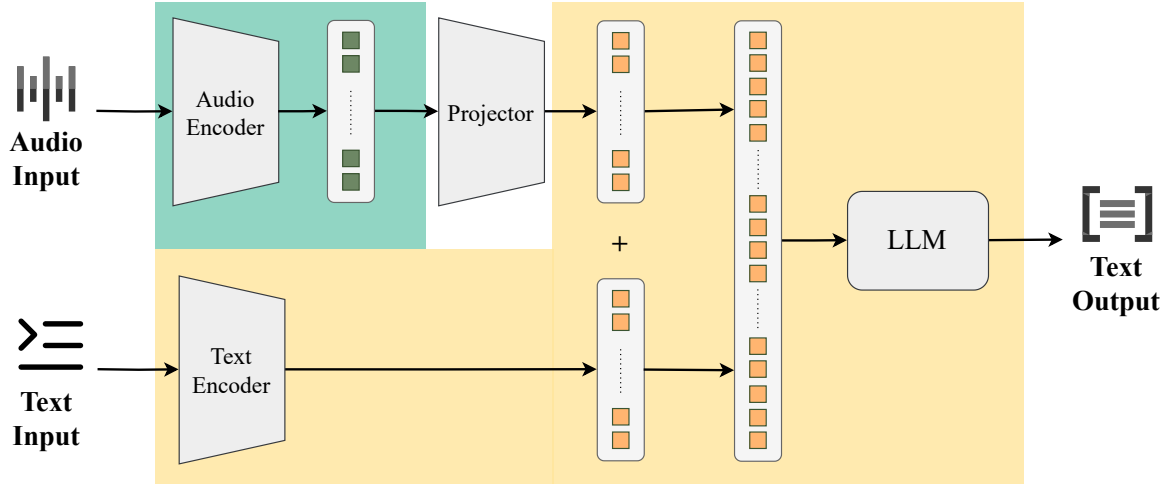 Audio
Input
Audio
Encoder
Projector
+
LLM
Text
Output
Text
Input
Text
Encoder